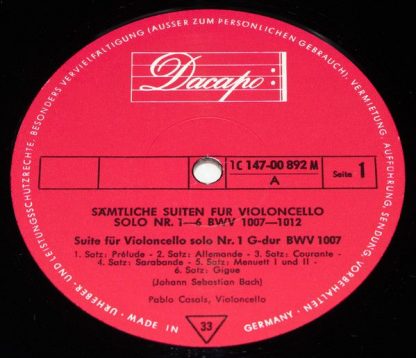 URHEBER- UND LEISTUNGSSCHUTZRECHTE, BESONDERS VERVIELFÄLTIGUNG (AUSSER ZUM PERSÖNLICHEN GEBRAUCH), VERMIETUNG, AUFFÜHRUNG, SENDUNG, VORBEHALTEN. · MADE IN GERMANY.
Dacapo
1C 147-00 892 M
A
Seite 1
SÄMTLICHE SUITEN FÜR VIOLONCELLO
SOLO NR. 1—6 BWV 1007—1012
Suite für Violoncello solo Nr. 1 G-dur BWV 1007
1. Satz: Prélude - 2. Satz: Allemande - 3. Satz: Courante -
4. Satz: Sarabande - 5. Satz: Menuett I und II -
6. Satz: Gigue
(Johann Sebastian Bach)
Pablo Casals, Violoncello
33